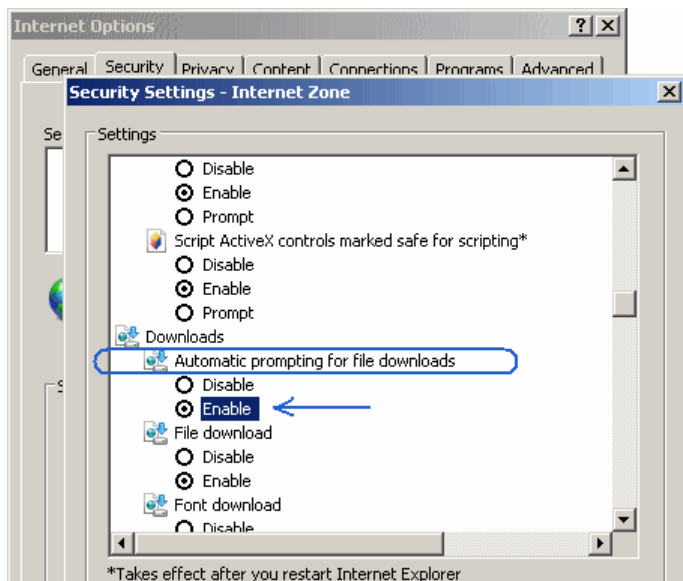 Internet Options
General Security Privacy Content Connections Programs Advanced
Security Settings - Internet Zone
Se
Settings
Disable
Enable
Prompt
Script ActiveX controls marked safe for scripting*
Disable
Enable
Prompt
Downloads
Automatic prompting for file downloads
Disable
Enable
File download
Disable
Enable
Font download
Disable
*Takes effect after you restart Internet Explorer